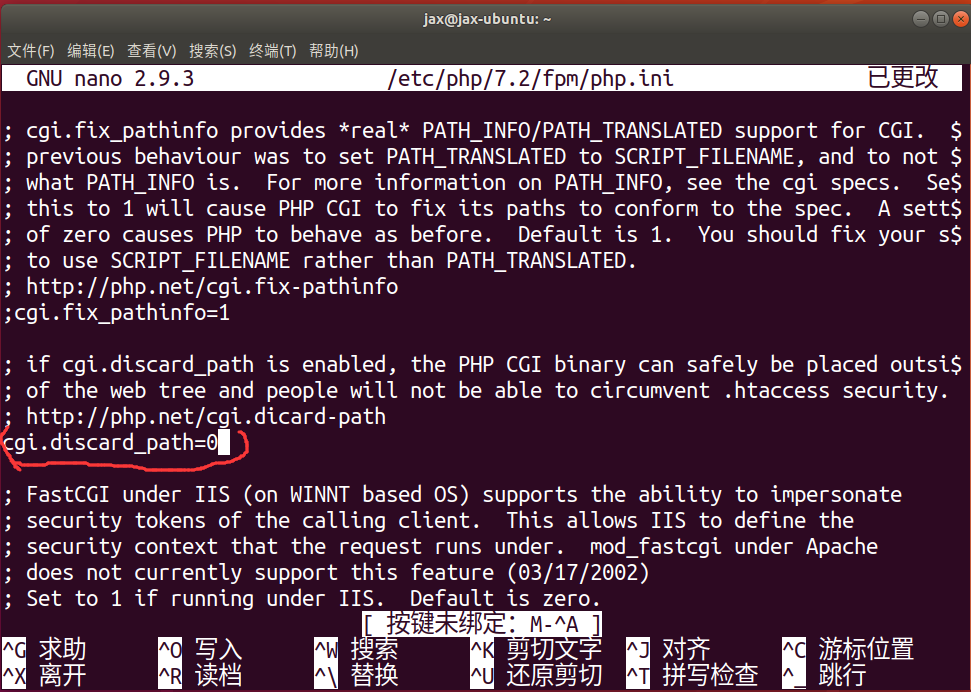 jax@jax-ubuntu: ~
文件(F) 编辑(E) 查看(V) 搜索(S) 终端(T) 帮助(H)
GNU nano 2.9.3 /etc/php/7.2/fpm/php.ini 已更改
; cgi.fix_pathinfo provides *real* PATH_INFO/PATH_TRANSLATED support for CGI.  $
; previous behaviour was to set PATH_TRANSLATED to SCRIPT_FILENAME, and to not $
; what PATH_INFO is.  For more information on PATH_INFO, see the cgi specs.  Se$
; this to 1 will cause PHP CGI to fix its paths to conform to the spec.  A sett$
; of zero causes PHP to behave as before.  Default is 1.  You should fix your s$
; to use SCRIPT_FILENAME rather than PATH_TRANSLATED.
; http://php.net/cgi.fix-pathinfo
;cgi.fix_pathinfo=1
; if cgi.discard_path is enabled, the PHP CGI binary can safely be placed outsi$
; of the web tree and people will not be able to circumvent .htaccess security.
; http://php.net/cgi.dicard-path
cgi.discard_path=0
; FastCGI under IIS (on WINNT based OS) supports the ability to impersonate
; security tokens of the calling client.  This allows IIS to define the
; security context that the request runs under.  mod_fastcgi under Apache
; does not currently support this feature (03/17/2002)
; Set to 1 if running under IIS.  Default is zero.
[ 按键未绑定：M-^A ]
^G 求助 ^O 写入 ^W 搜索 ^K 剪切文字 ^J 对齐 ^C 游标位置
^X 离开 ^R 读档 ^\ 替换 ^U 还原剪切 ^T 拼写检查 ^_ 跳行